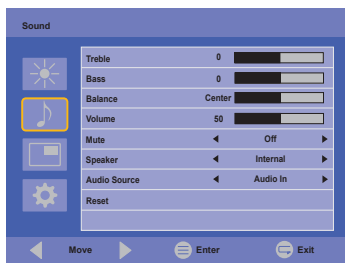 Sound
Treble 0
Bass 0
Balance Center
Volume 50
Mute Off
Speaker Internal
Audio Source Audio In
Reset
Move Enter Exit